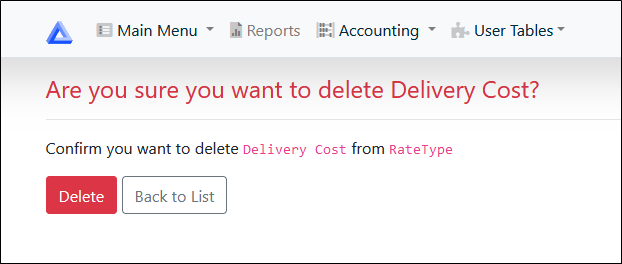 Main Menu Reports Accounting User Tables
Are you sure you want to delete Delivery Cost?
Confirm you want to delete Delivery Cost from RateType
Delete Back to List